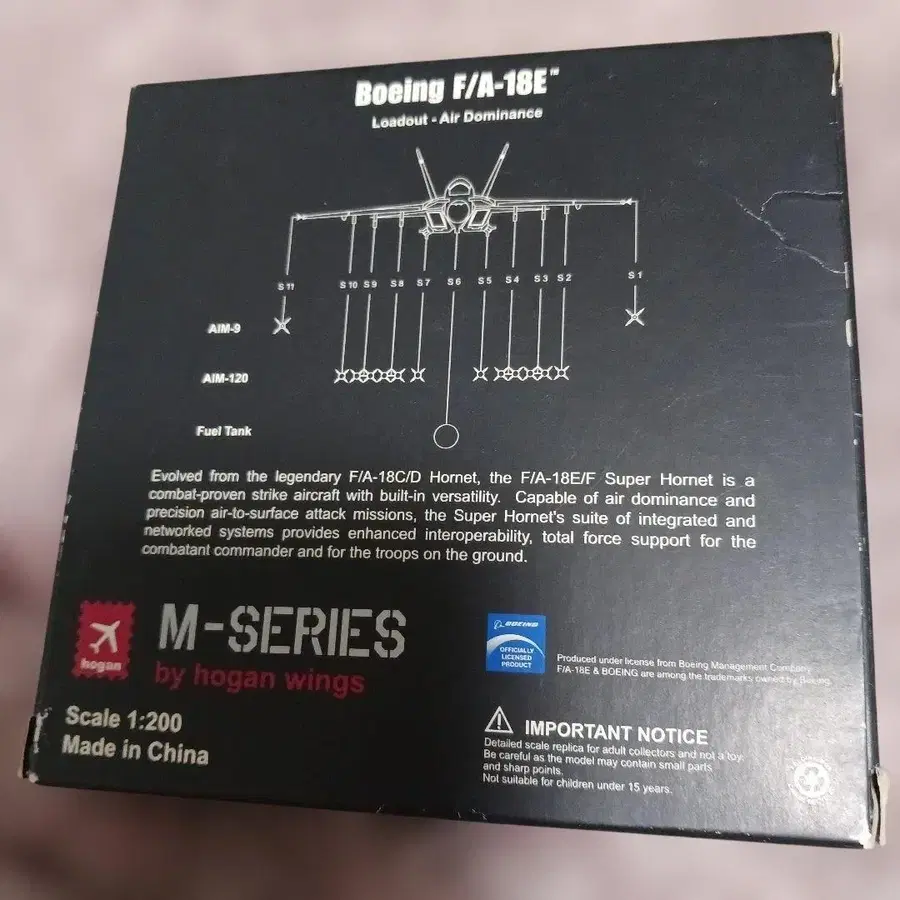 Boeing F/A-18E™
Loadout - Air Dominance
S 11 S 10 S 9 S 8 S 7 S 6 S 5 S 4 S 3 S 2 S 1
AIM-9
AIM-120
Fuel Tank
Evolved from the legendary F/A-18C/D Hornet, the F/A-18E/F Super Hornet is a
combat-proven strike aircraft with built-in versatility. Capable of air dominance and
precision air-to-surface attack missions, the Super Hornet's suite of integrated and
networked systems provides enhanced interoperability, total force support for the
combatant commander and for the troops on the ground.
hogan
M-SERIES
by hogan wings
Scale 1:200
Made in China
BOEING
OFFICIALLY
LICENSED
PRODUCT
Produced under license from Boeing Management Company.
F/A-18E & BOEING are among the trademarks owned by Boeing.
IMPORTANT NOTICE
Detailed scale replica for adult collectors and not a toy.
Be careful as the model may contain small parts
and sharp points.
Not suitable for children under 15 years.